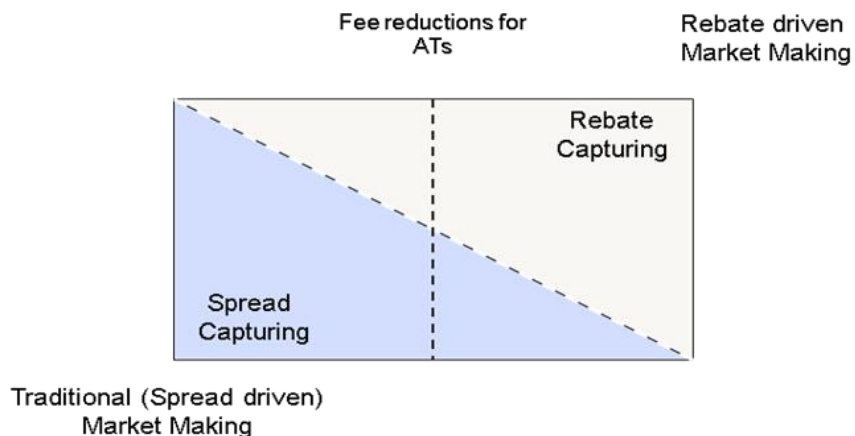 Fee reductions for
ATs
Rebate driven
Market Making
Rebate
Capturing
Spread
Capturing
Traditional (Spread driven)
Market Making